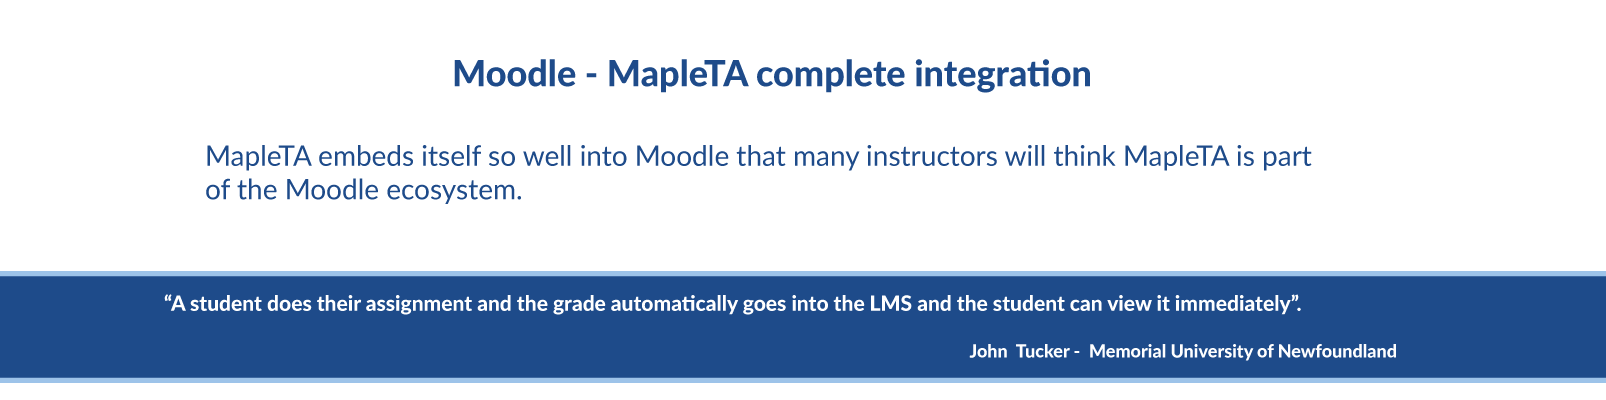 Moodle - MapleTA complete integration
MapleTA embeds itself so well into Moodle that many instructors will think MapleTA is part
of the Moodle ecosystem.
“A student does their assignment and the grade automatically goes into the LMS and the student can view it immediately”.
John  Tucker -  Memorial University of Newfoundland